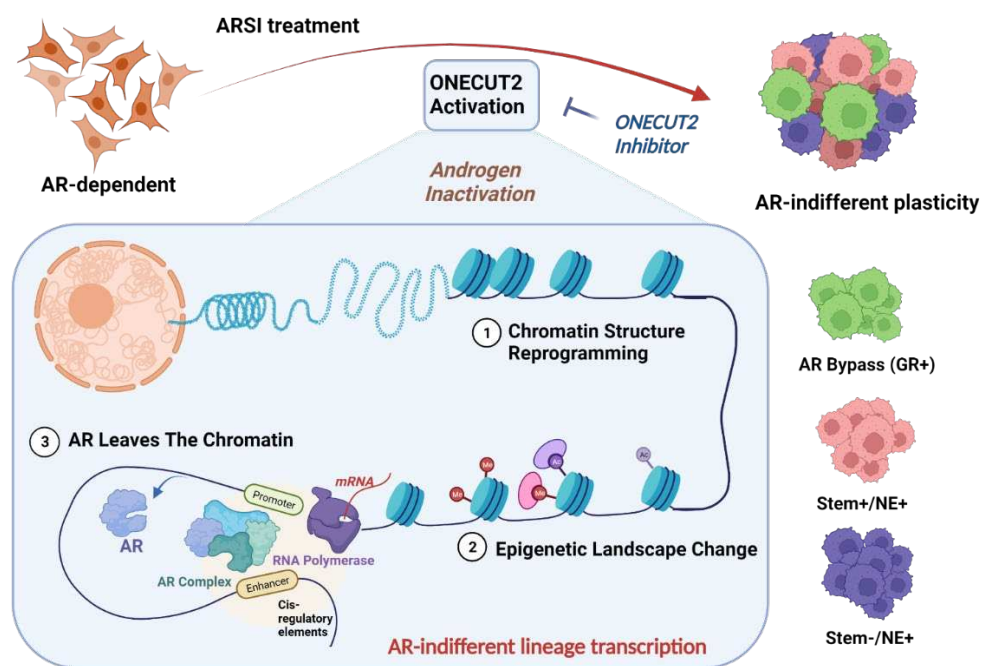 ARSI treatment
ONECUT2
Activation
ONECUT2
Inhibitor
AR-dependent
Androgen
Inactivation
AR-indifferent plasticity
1 Chromatin Structure
Reprogramming
AR Bypass (GR+)
3 AR Leaves The Chromatin
Promoter
mRNA
AR
RNA Polymerase
AR Complex
Enhancer
Cis-
regulatory
elements
Me
Me
Ac
Me
Ac
2 Epigenetic Landscape Change
Stem+/NE+
AR-indifferent lineage transcription
Stem-/NE+